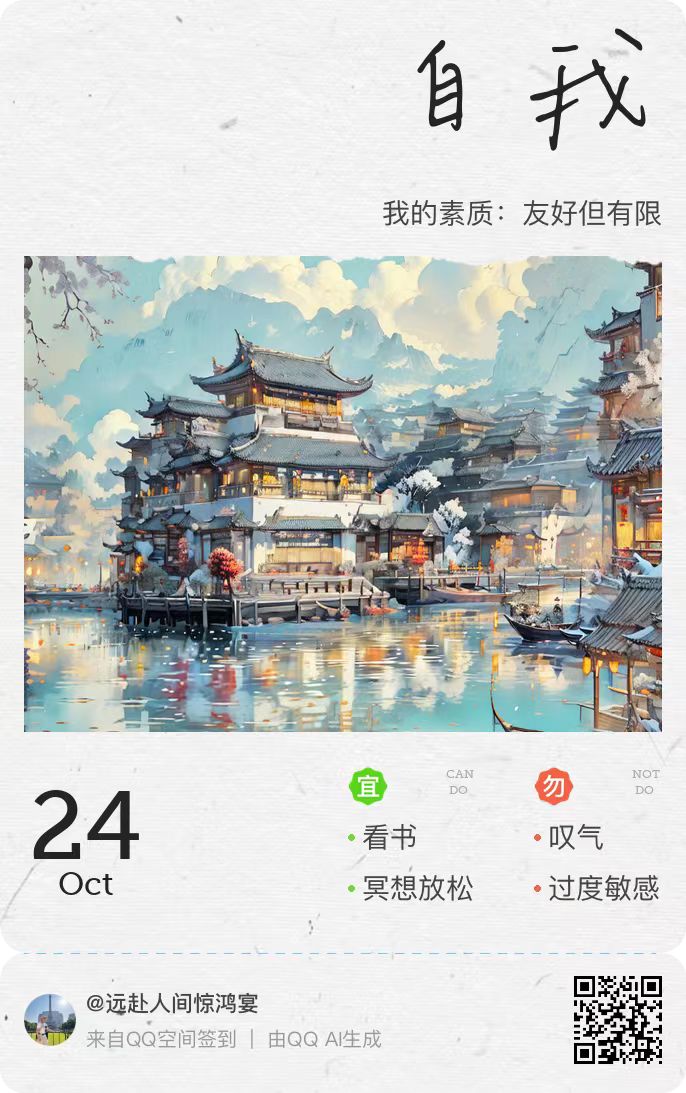 自我
我的素质：友好但有限
24
Oct
宜
CAN
DO
看书
冥想放松
勿
NOT
DO
叹气
过度敏感
@远赴人间惊鸿宴
来自QQ空间签到 | 由QQ AI生成